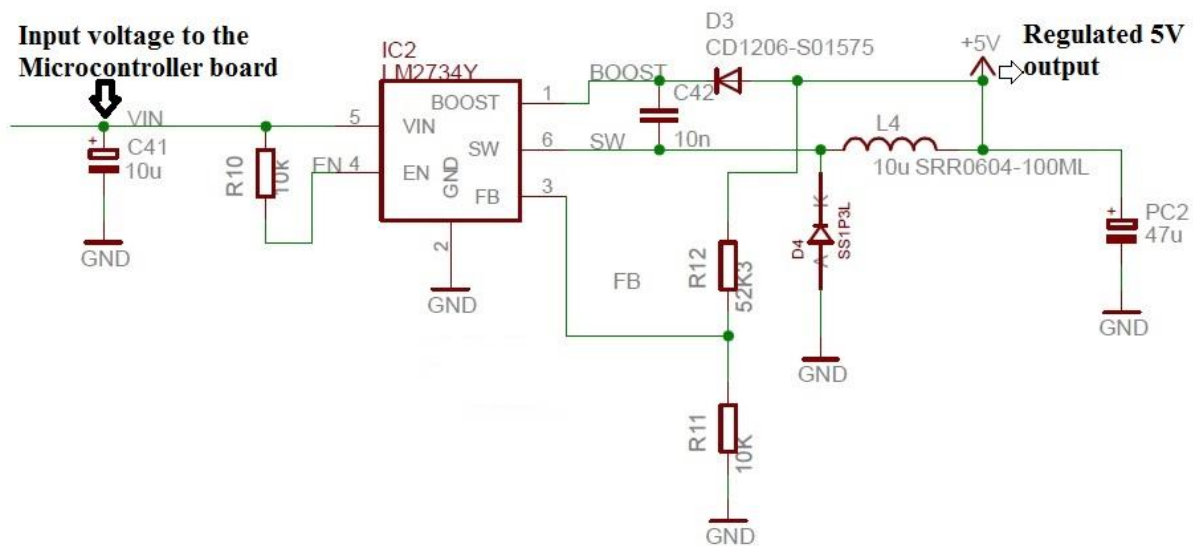 Input voltage to the
Microcontroller board
VIN
C41
10u
+
GND
R10
10k
EN
5
4
IC2
LM2734Y
BOOST
VIN
SW
EN
GND
FB
1
6
3
2
GND
BOOST
SW
FB
C42
10n
D3
CD1206-S01575
+5V
Regulated 5V
output
L4
10u SRR0604-100ML
K
D4
A
SS1P3L
GND
R12
52K3
R11
10K
GND
+
PC2
47u
GND